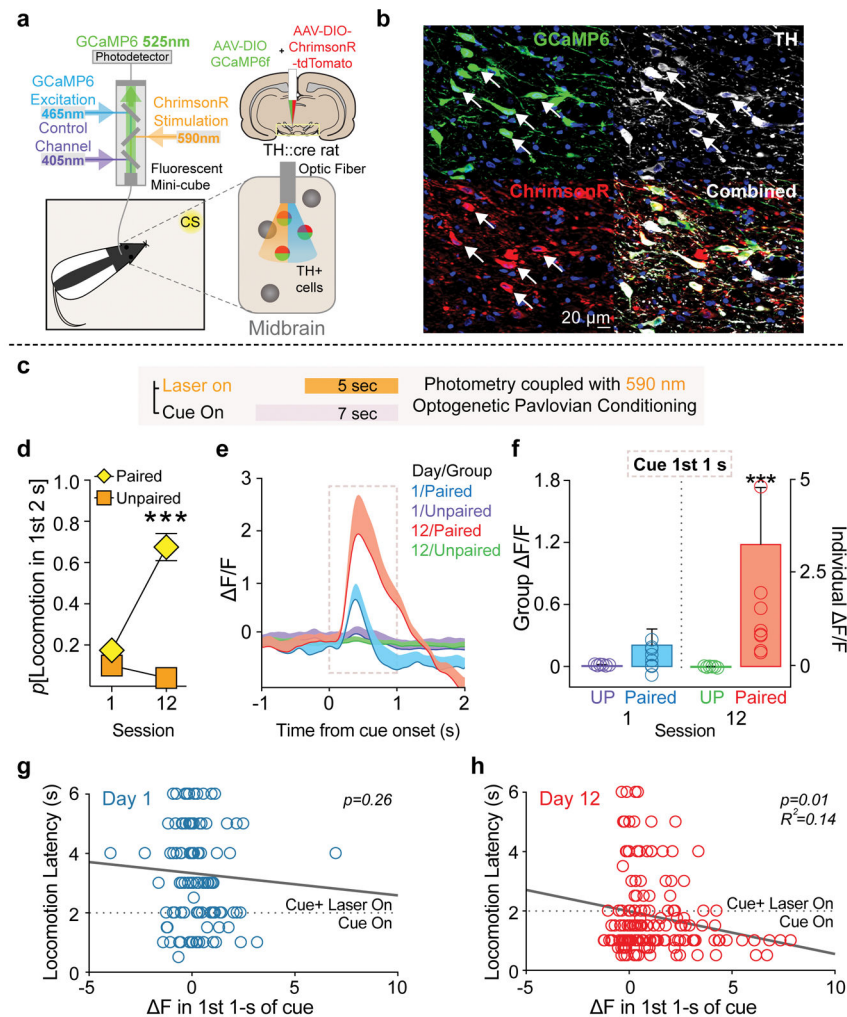 a
GCaMP6 525nm
Photodetector
GCaMP6
Excitation
465nm
Control
Channel
405nm
ChrimsonR
Stimulation
590nm
Fluorescent
Mini-cube
CS
AAV-DIO
GCaMP6f
+
AAV-DIO-
ChrimsonR
-tdTomato
TH::cre rat
Optic Fiber
TH+
cells
Midbrain
b
GCaMP6
TH
ChrimsonR
Combined
20 µm
c
Laser on
5 sec
Cue On
7 sec
Photometry coupled with 590 nm
Optogenetic Pavlovian Conditioning
d
Paired
Unpaired
***
p[Locomotion in 1st 2 s]
1.0
0.8
0.6
0.4
0.2
1
12
Session
e
ΔF/F
3
2
1
0
-1
0
1
2
Time from cue onset (s)
Day/Group
1/Paired
1/Unpaired
12/Paired
12/Unpaired
f
Cue 1st 1 s
***
Group ΔF/F
1.8
1.2
0.6
0
Individual ΔF/F
5
2.5
0
UP
Paired
UP
Paired
1
12
Session
g
Day 1
p=0.26
Locomotion Latency (s)
6
4
2
0
Cue+ Laser On
Cue On
-5
0
5
10
ΔF in 1st 1-s of cue
h
Day 12
p=0.01
R²=0.14
Locomotion Latency (s)
6
4
2
0
Cue+ Laser On
Cue On
-5
0
5
10
ΔF in 1st 1-s of cue